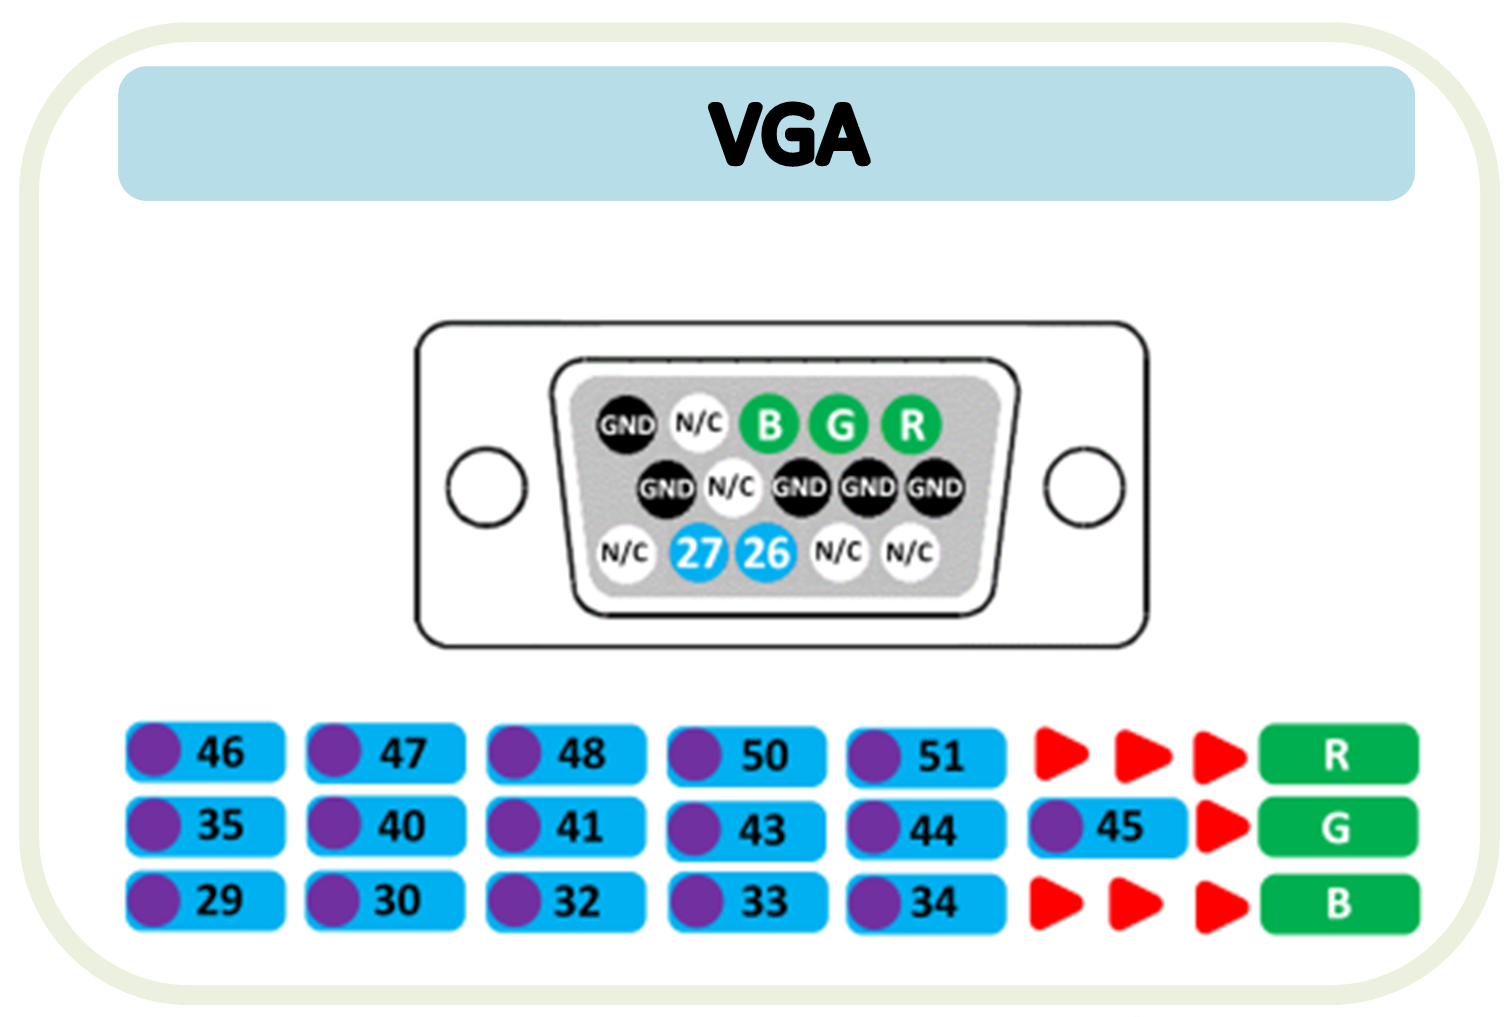 VGA
GND N/C B G R
GND N/C GND GND GND
N/C 27 26 N/C N/C
46 47 48 50 51 R
35 40 41 43 44 45 G
29 30 32 33 34 B